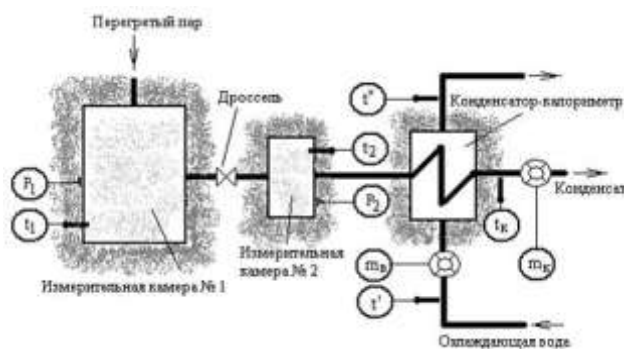 Перегретый пар
Дроссель
t"
Конденсатор-калориметр
P₁
t₁
t₂
P₂
Конденсат
tк
mк
Измерительная
камера № 2
Измерительная камера № 1
mв
t'
Охлаждающая вода